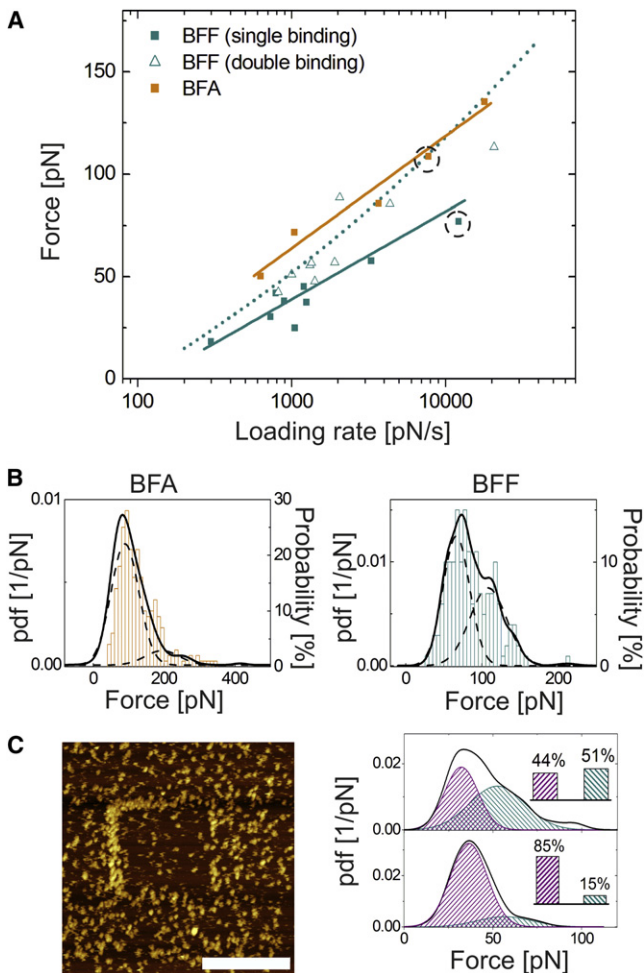 A
BFF (single binding)
BFF (double binding)
BFA
150
100
50
0
Force [pN]
100 1000 10000
Loading rate [pN/s]
B
BFA
BFF
0.01
0.00
pdf [1/pN]
30
20
10
0
Probability [%]
0 200 400
Force [pN]
0.01
0.00
pdf [1/pN]
10
0
Probability [%]
0 100 200
Force [pN]
C
0.02
0.00
44% 51%
0.02
0.00
85%
15%
pdf [1/pN]
0 50 100
Force [pN]